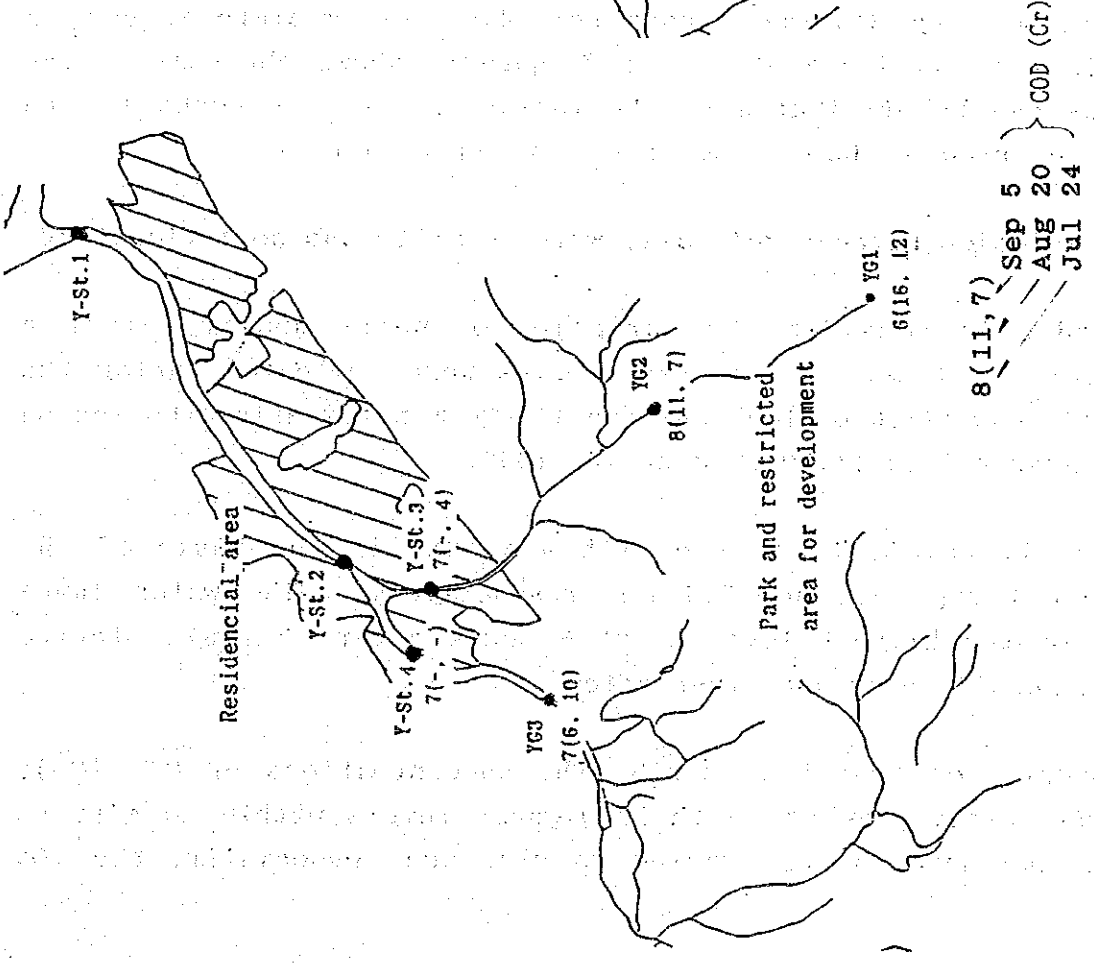 Y-St.1
Residencial area
Y-St.2
Y-St.3
7(-, 4)
Y-St.4
7(-, -)
YG3
7(6, 10)
YG2
8(11, 7)
YG1
6(16, 12)
Park and restricted
area for development
8(11,7)
Sep 5
Aug 20
Jul 24
COD (Cr)